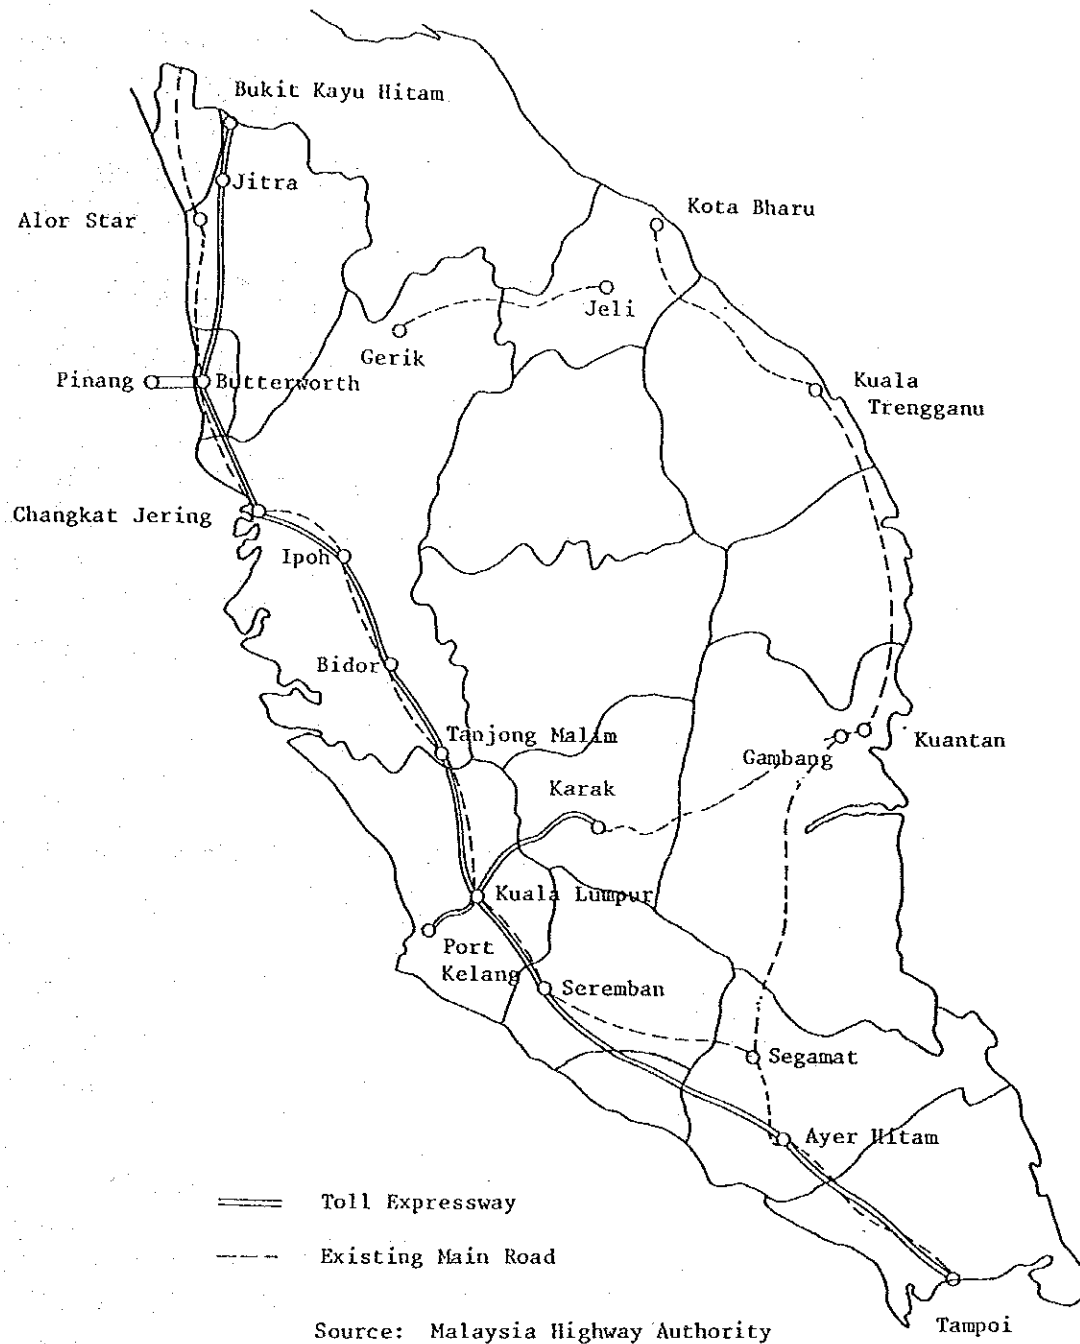 Bukit Kayu Hitam
Jitra
Kota Bharu
Alor Star
Jeli
Gerik
Pinang
Butterworth
Kuala
Trengganu
Changkat Jering
Ipoh
Bidor
Tanjong Malim
Kuantan
Gambang
Karak
Kuala Lumpur
Port
Kelang
Seremban
Segamat
Ayer Hitam
Toll Expressway
Existing Main Road
Tampoi
Source: Malaysia Highway Authority